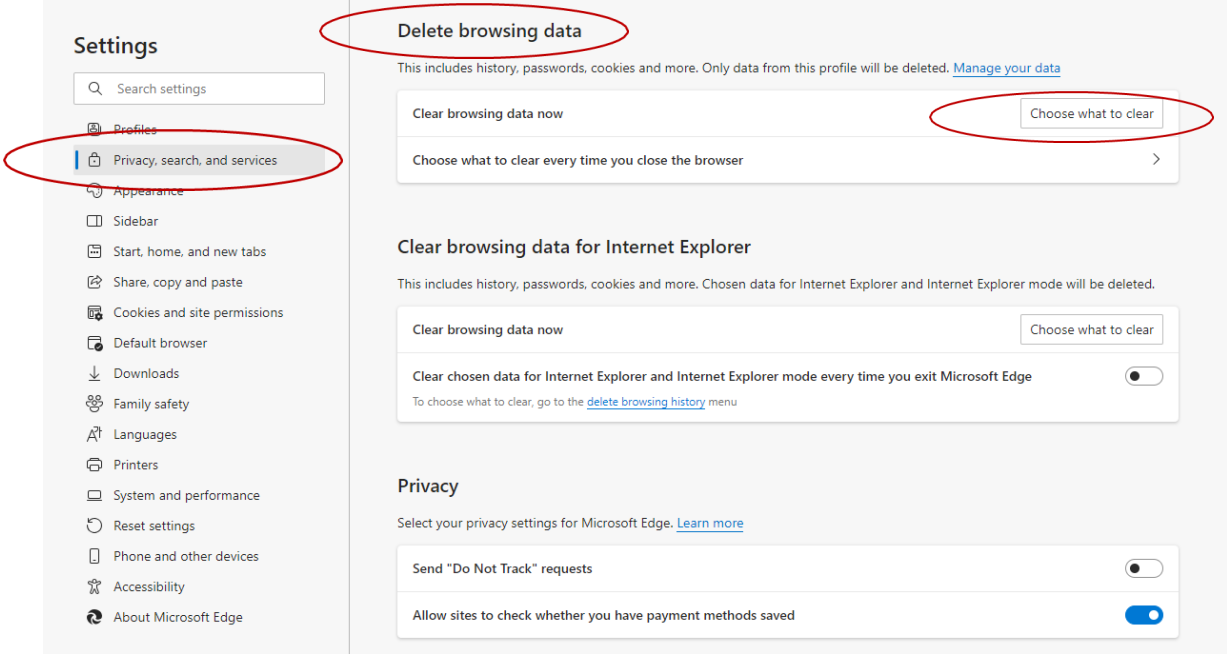 Settings
Search settings
Profiles
Privacy, search, and services
Appearance
Sidebar
Start, home, and new tabs
Share, copy and paste
Cookies and site permissions
Default browser
Downloads
Family safety
Languages
Printers
System and performance
Reset settings
Phone and other devices
Accessibility
About Microsoft Edge
Delete browsing data
This includes history, passwords, cookies and more. Only data from this profile will be deleted. Manage your data
Clear browsing data now
Choose what to clear
Choose what to clear every time you close the browser
Clear browsing data for Internet Explorer
This includes history, passwords, cookies and more. Chosen data for Internet Explorer and Internet Explorer mode will be deleted.
Clear browsing data now
Choose what to clear
Clear chosen data for Internet Explorer and Internet Explorer mode every time you exit Microsoft Edge
To choose what to clear, go to the delete browsing history menu
Privacy
Select your privacy settings for Microsoft Edge. Learn more
Send "Do Not Track" requests
Allow sites to check whether you have payment methods saved